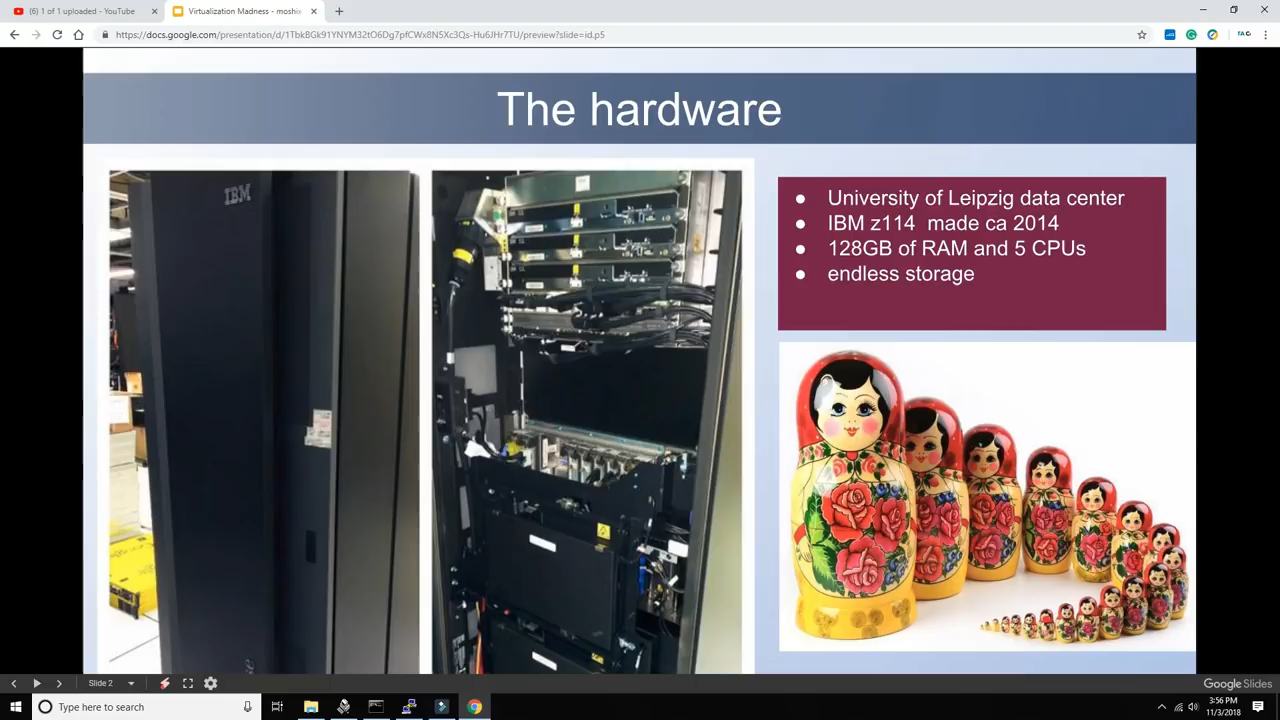 (6) 1 of 1 uploaded - YouTube
Virtualization Madness - moshix
https://docs.google.com/presentation/d/1TbkBGk91YNYM32tO6Dg7pfCWx8N5Xc3Qs-Hu6JHr7TU/preview?slide=id.p5
The hardware
IBM
● University of Leipzig data center
● IBM z114 made ca 2014
● 128GB of RAM and 5 CPUs
● endless storage
Slide 2
Google Slides
Type here to search
3:56 PM
11/3/2018